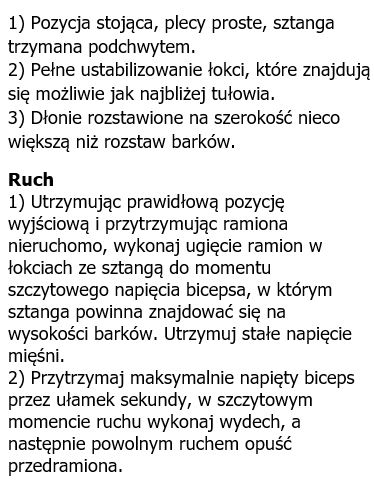 1) Pozycja stojąca, plecy proste, sztanga
trzymana podchwytem.
2) Pełne ustabilizowanie łokci, które znajdują
się możliwie jak najbliżej tułowia.
3) Dłonie rozstawione na szerokość nieco
większą niż rozstaw barków.
Ruch
1) Utrzymując prawidłową pozycję
wyjściową i przytrzymując ramiona
nieruchomo, wykonaj ugięcie ramion w
łokciach ze sztangą do momentu
szczytowego napięcia bicepsa, w którym
sztanga powinna znajdować się na
wysokości barków. Utrzymuj stałe napięcie
mięśni.
2) Przytrzymaj maksymalnie napięty biceps
przez ułamek sekundy, w szczytowym
momencie ruchu wykonaj wydech, a
następnie powolnym ruchem opuść
przedramiona.